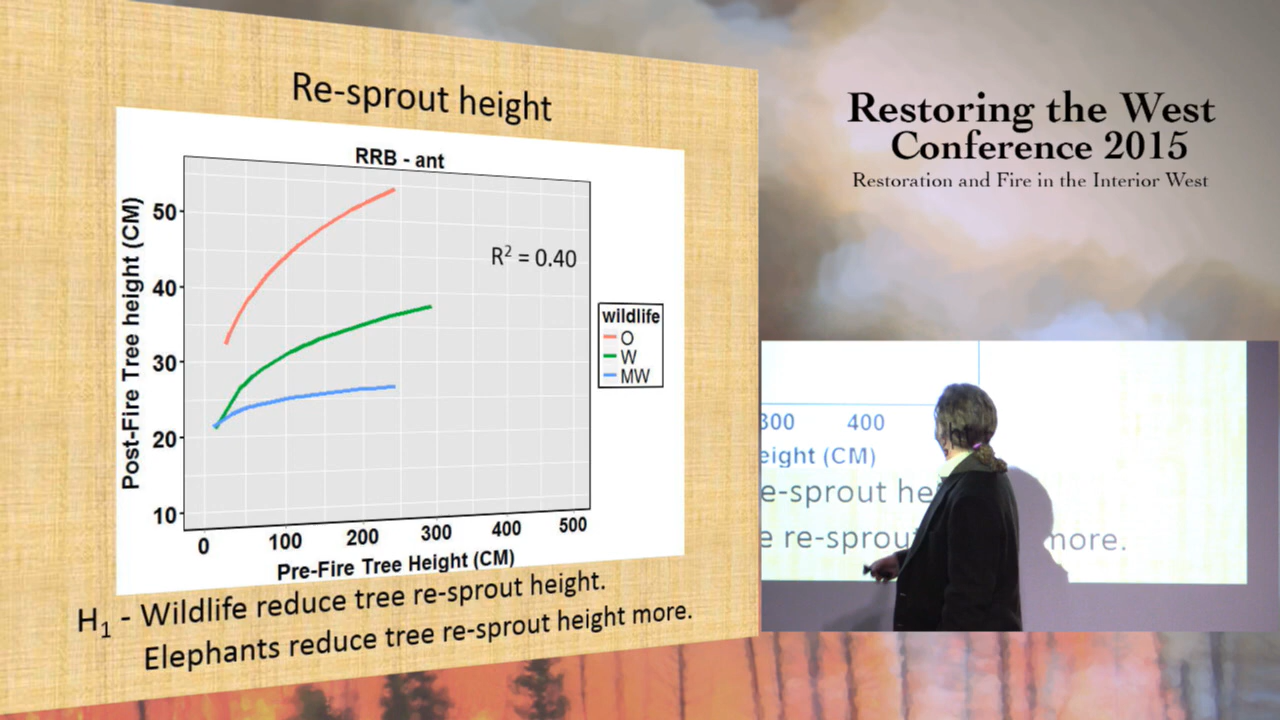 Re-sprout height
RRB - ant
Post-Fire Tree height (CM)
50
40
30
20
10
R² = 0.40
wildlife
O
W
MW
0 100 200 300 400 500
Pre-Fire Tree Height (CM)
H₁ - Wildlife reduce tree re-sprout height.
Elephants reduce tree re-sprout height more.
Restoring the West
Conference 2015
Restoration and Fire in the Interior West
300 400
eight (CM)
e-sprout he
e re-sprou more.